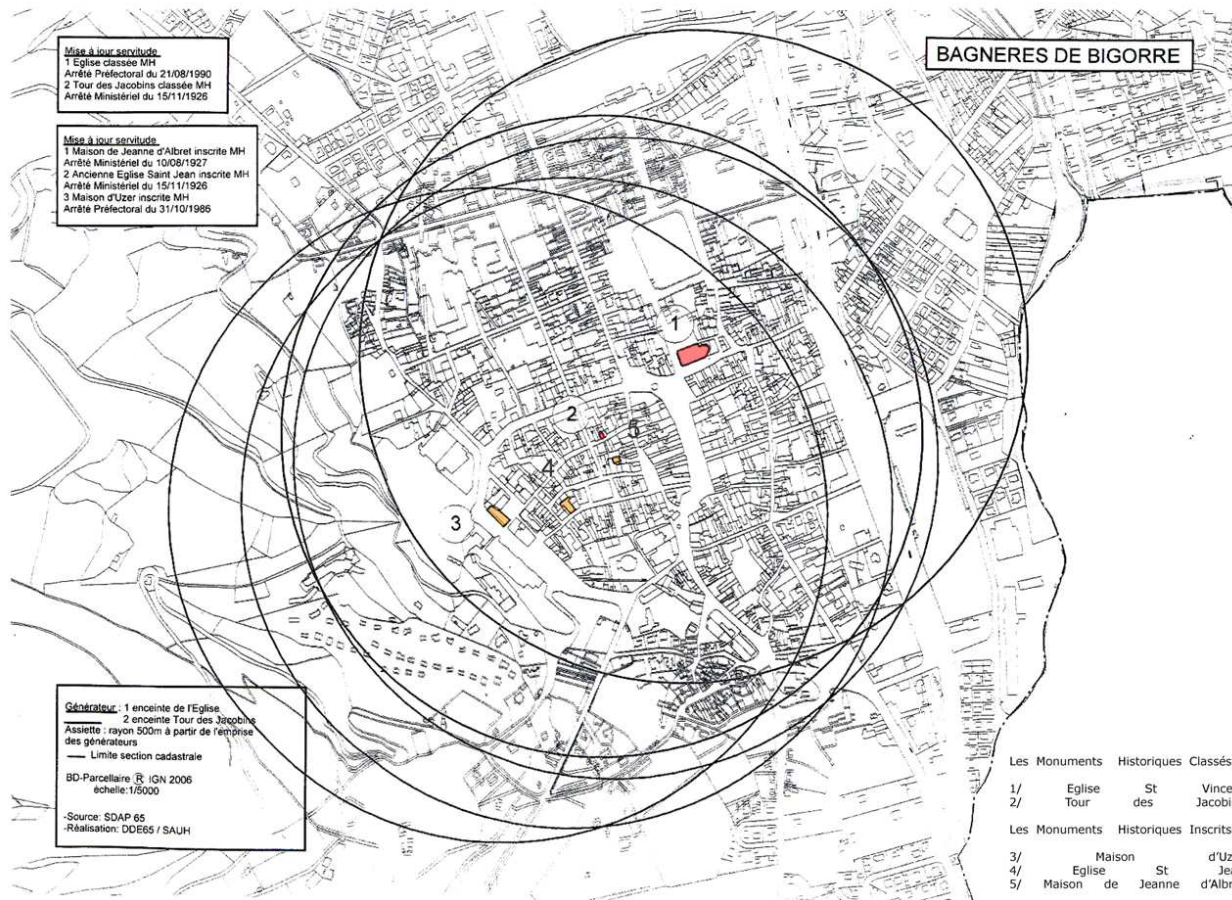 BAGNERES DE BIGORRE
Mise à jour servitude
1 Eglise classée MH
Arrêté Préfectoral du 21/08/1990
2 Tour des Jacobins classée MH
Arrêté Ministériel du 15/11/1926
Mise à jour servitude
1 Maison de Jeanne d'Albret inscrite MH
Arrêté Ministériel du 10/08/1927
2 Ancienne Eglise Saint Jean inscrite MH
Arrêté Ministériel du 15/11/1926
3 Maison d'Uzer inscrite MH
Arrêté Préfectoral du 31/10/1986
1
2
5
4
3
Générateur : 1 enceinte de l'Eglise
2 enceinte Tour des Jacobins
Assiette : rayon 500m à partir de l'emprise
des générateurs
Limite section cadastrale
BD-Parcellaire ® IGN 2006
échelle:1/5000
-Source: SDAP 65
-Réalisation: DDE65 / SAUH
Les Monuments Historiques Classés
1/ Eglise St Vince
2/ Tour des Jacobi
Les Monuments Historiques Inscrits
3/ Maison d'Uz
4/ Eglise St Jea
5/ Maison de Jeanne d'Albr